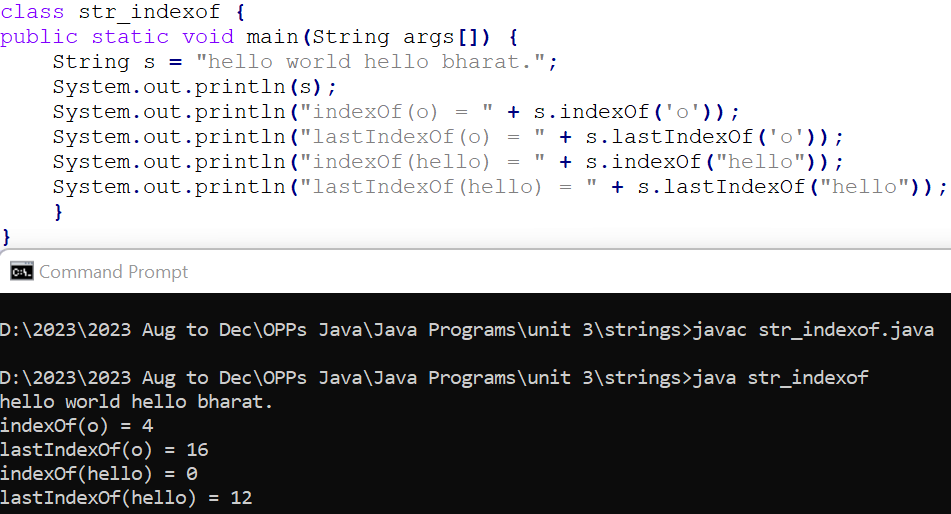 class str_indexof {
public static void main(String args[]) {
    String s = "hello world hello bharat.";
    System.out.println(s);
    System.out.println("indexOf(o) = " + s.indexOf('o'));
    System.out.println("lastIndexOf(o) = " + s.lastIndexOf('o'));
    System.out.println("indexOf(hello) = " + s.indexOf("hello"));
    System.out.println("lastIndexOf(hello) = " + s.lastIndexOf("hello"));
    }
}
C:\. Command Prompt
D:\2023\2023 Aug to Dec\OPPs Java\Java Programs\unit 3\strings>javac str_indexof.java
D:\2023\2023 Aug to Dec\OPPs Java\Java Programs\unit 3\strings>java str_indexof
hello world hello bharat.
indexOf(o) = 4
lastIndexOf(o) = 16
indexOf(hello) = 0
lastIndexOf(hello) = 12